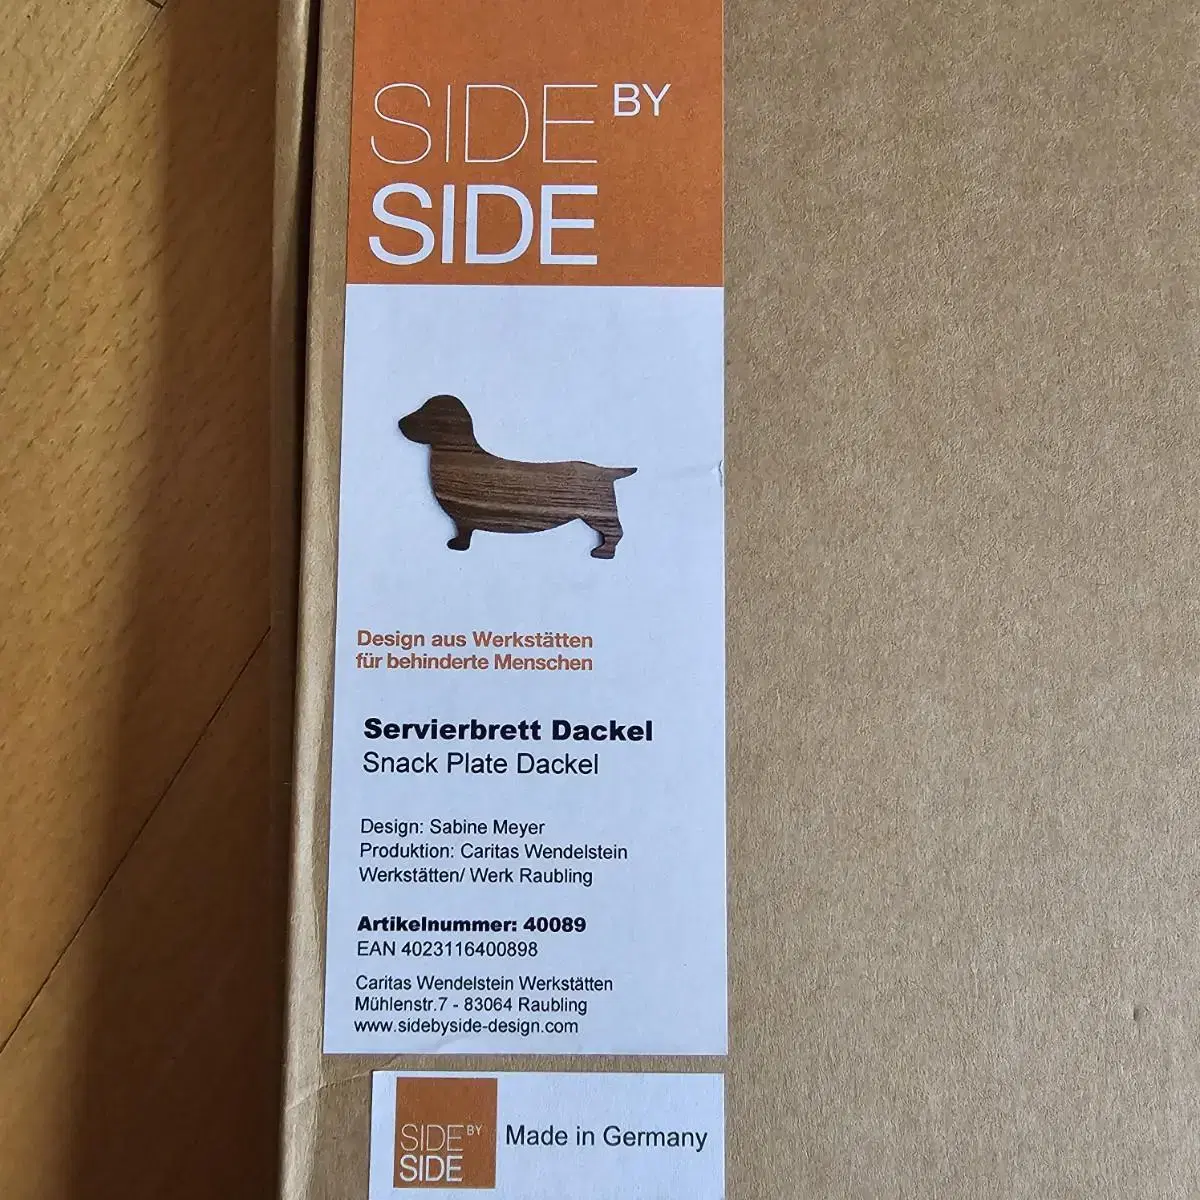 SIDE BY
SIDE
Design aus Werkstätten
für behinderte Menschen
Servierbrett Dackel
Snack Plate Dackel
Design: Sabine Meyer
Produktion: Caritas Wendelstein
Werkstätten/ Werk Raubling
Artikelnummer: 40089
EAN 4023116400898
Caritas Wendelstein Werkstätten
Mühlenstr.7 - 83064 Raubling
www.sidebyside-design.com
SIDE BY
SIDE
Made in Germany